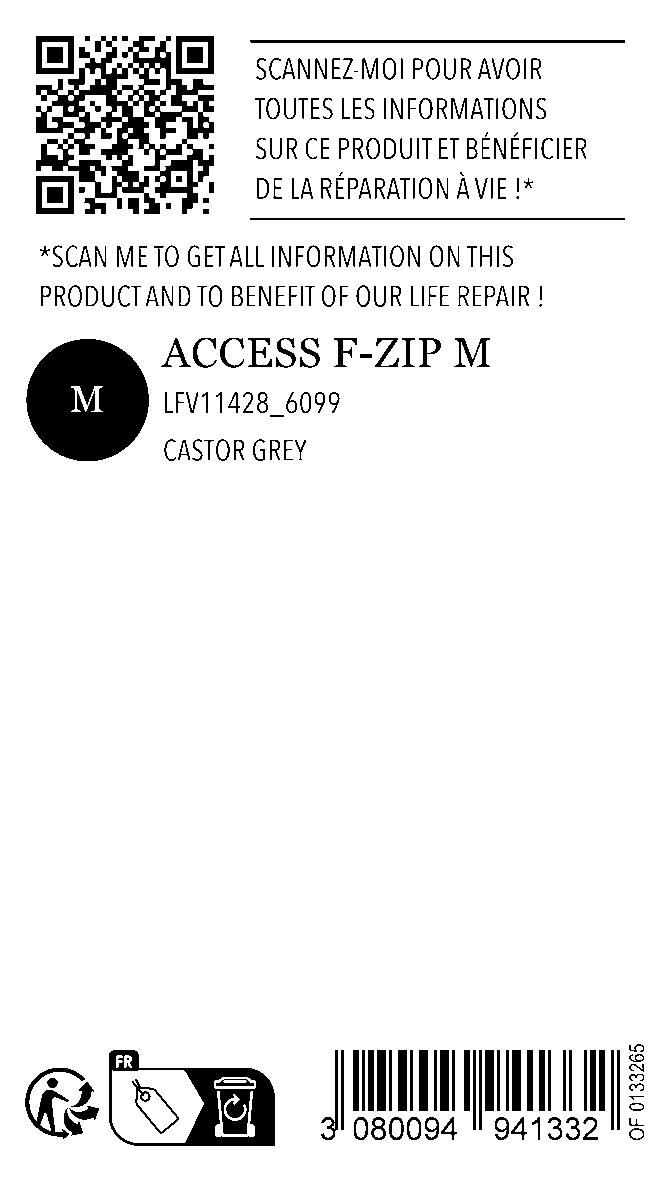 SCANNEZ-MOI POUR AVOIR
TOUTES LES INFORMATIONS
SUR CE PRODUIT ET BÉNÉFICIER
DE LA RÉPARATION À VIE !*
*SCAN ME TO GET ALL INFORMATION ON THIS
PRODUCT AND TO BENEFIT OF OUR LIFE REPAIR !
M
ACCESS F-ZIP M
LFV11428_6099
CASTOR GREY
FR
3 080094 941332
OF 0133265